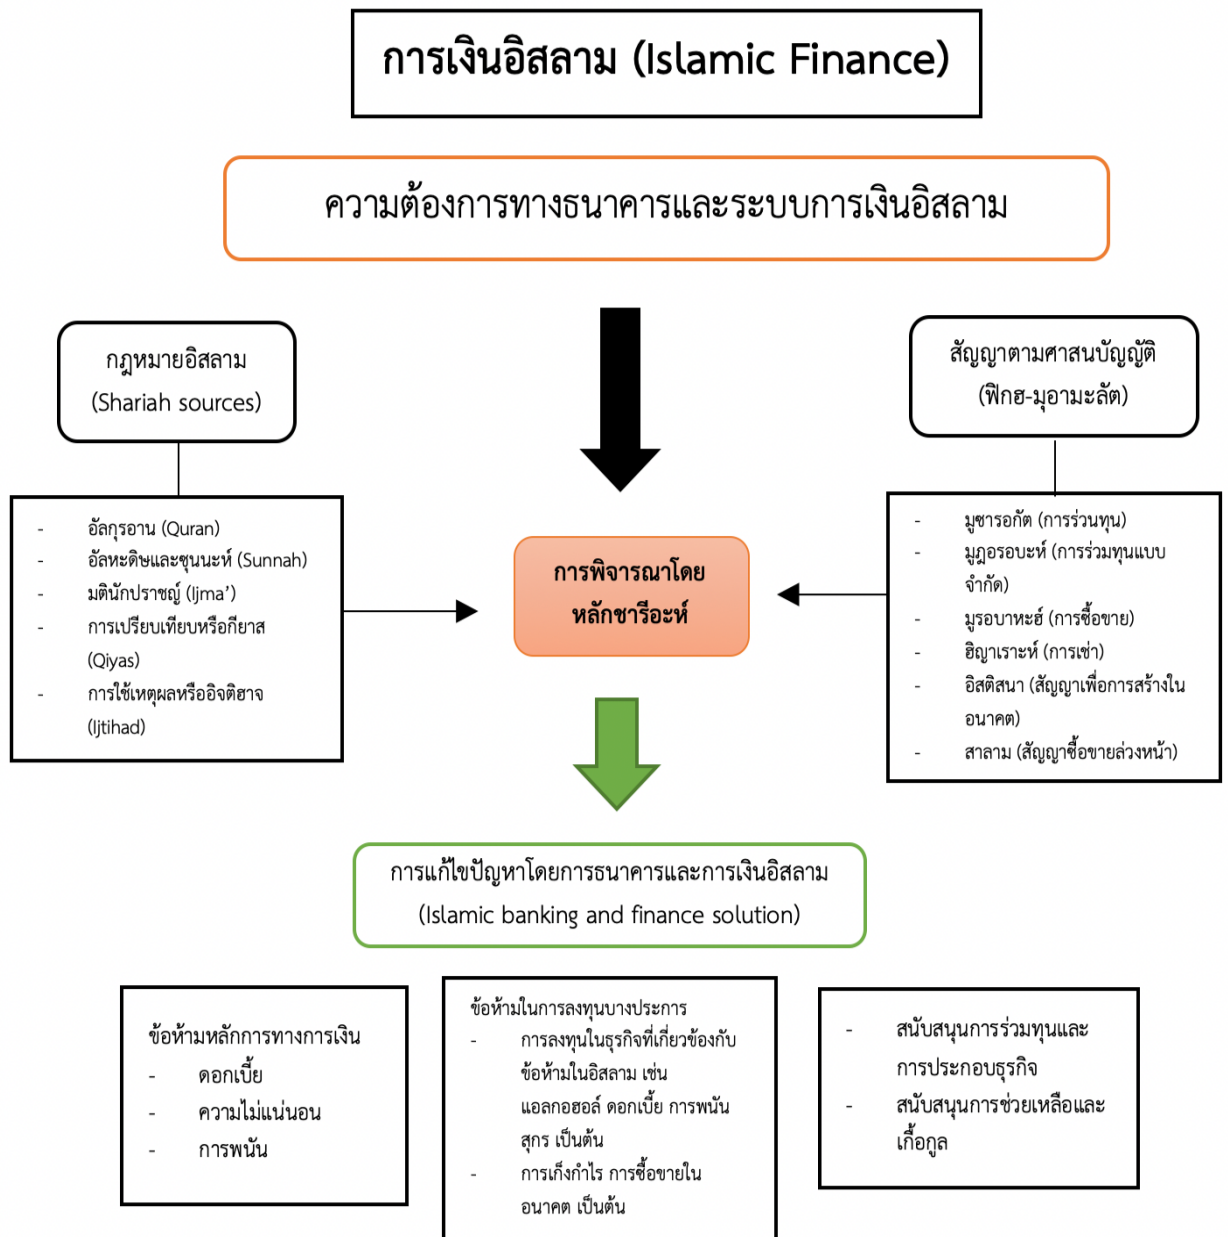 การเงินอิสลาม (Islamic Finance)
ความต้องการทางธนาคารและระบบการเงินอิสลาม
กฎหมายอิสลาม
(Shariah sources)
- อัลกุรอาน (Quran)
- อัลหะดิษและซุนนะห์ (Sunnah)
- มตินักปราชญ์ (Ijma’)
- การเปรียบเทียบหรือกียาส
(Qiyas)
- การใช้เหตุผลหรืออิจติฮาจ
(Ijtihad)
การพิจารณาโดย
หลักชารีอะห์
สัญญาตามศาสนบัญญัติ
(ฟิกฮ-มุอามะลัต)
- มูชารอกัต (การร่วนทุน)
- มูฎอรอบะห์ (การร่วมทุนแบบ
จำกัด)
- มูรอบาหะฮ์ (การซื้อขาย)
- ฮิญาเราะห์ (การเช่า)
- อิสติสนา (สัญญาเพื่อการสร้างใน
อนาคต)
- สาลาม (สัญญาซื้อขายล่วงหน้า)
การแก้ไขปัญหาโดยการธนาคารและการเงินอิสลาม
(Islamic banking and finance solution)
ข้อห้ามหลักการทางการเงิน
- ดอกเบี้ย
- ความไม่แน่นอน
- การพนัน
ข้อห้ามในการลงทุนบางประการ
- การลงทุนในธุรกิจที่เกี่ยวข้องกับ
ข้อห้ามในอิสลาม เช่น
แอลกอฮอล์ ดอกเบี้ย การพนัน
สุกร เป็นต้น
- การเก็งกำไร การซื้อขายใน
อนาคต เป็นต้น
- สนับสนุนการร่วมทุนและ
การประกอบธุรกิจ
- สนับสนุนการช่วยเหลือและ
เกื้อกูล